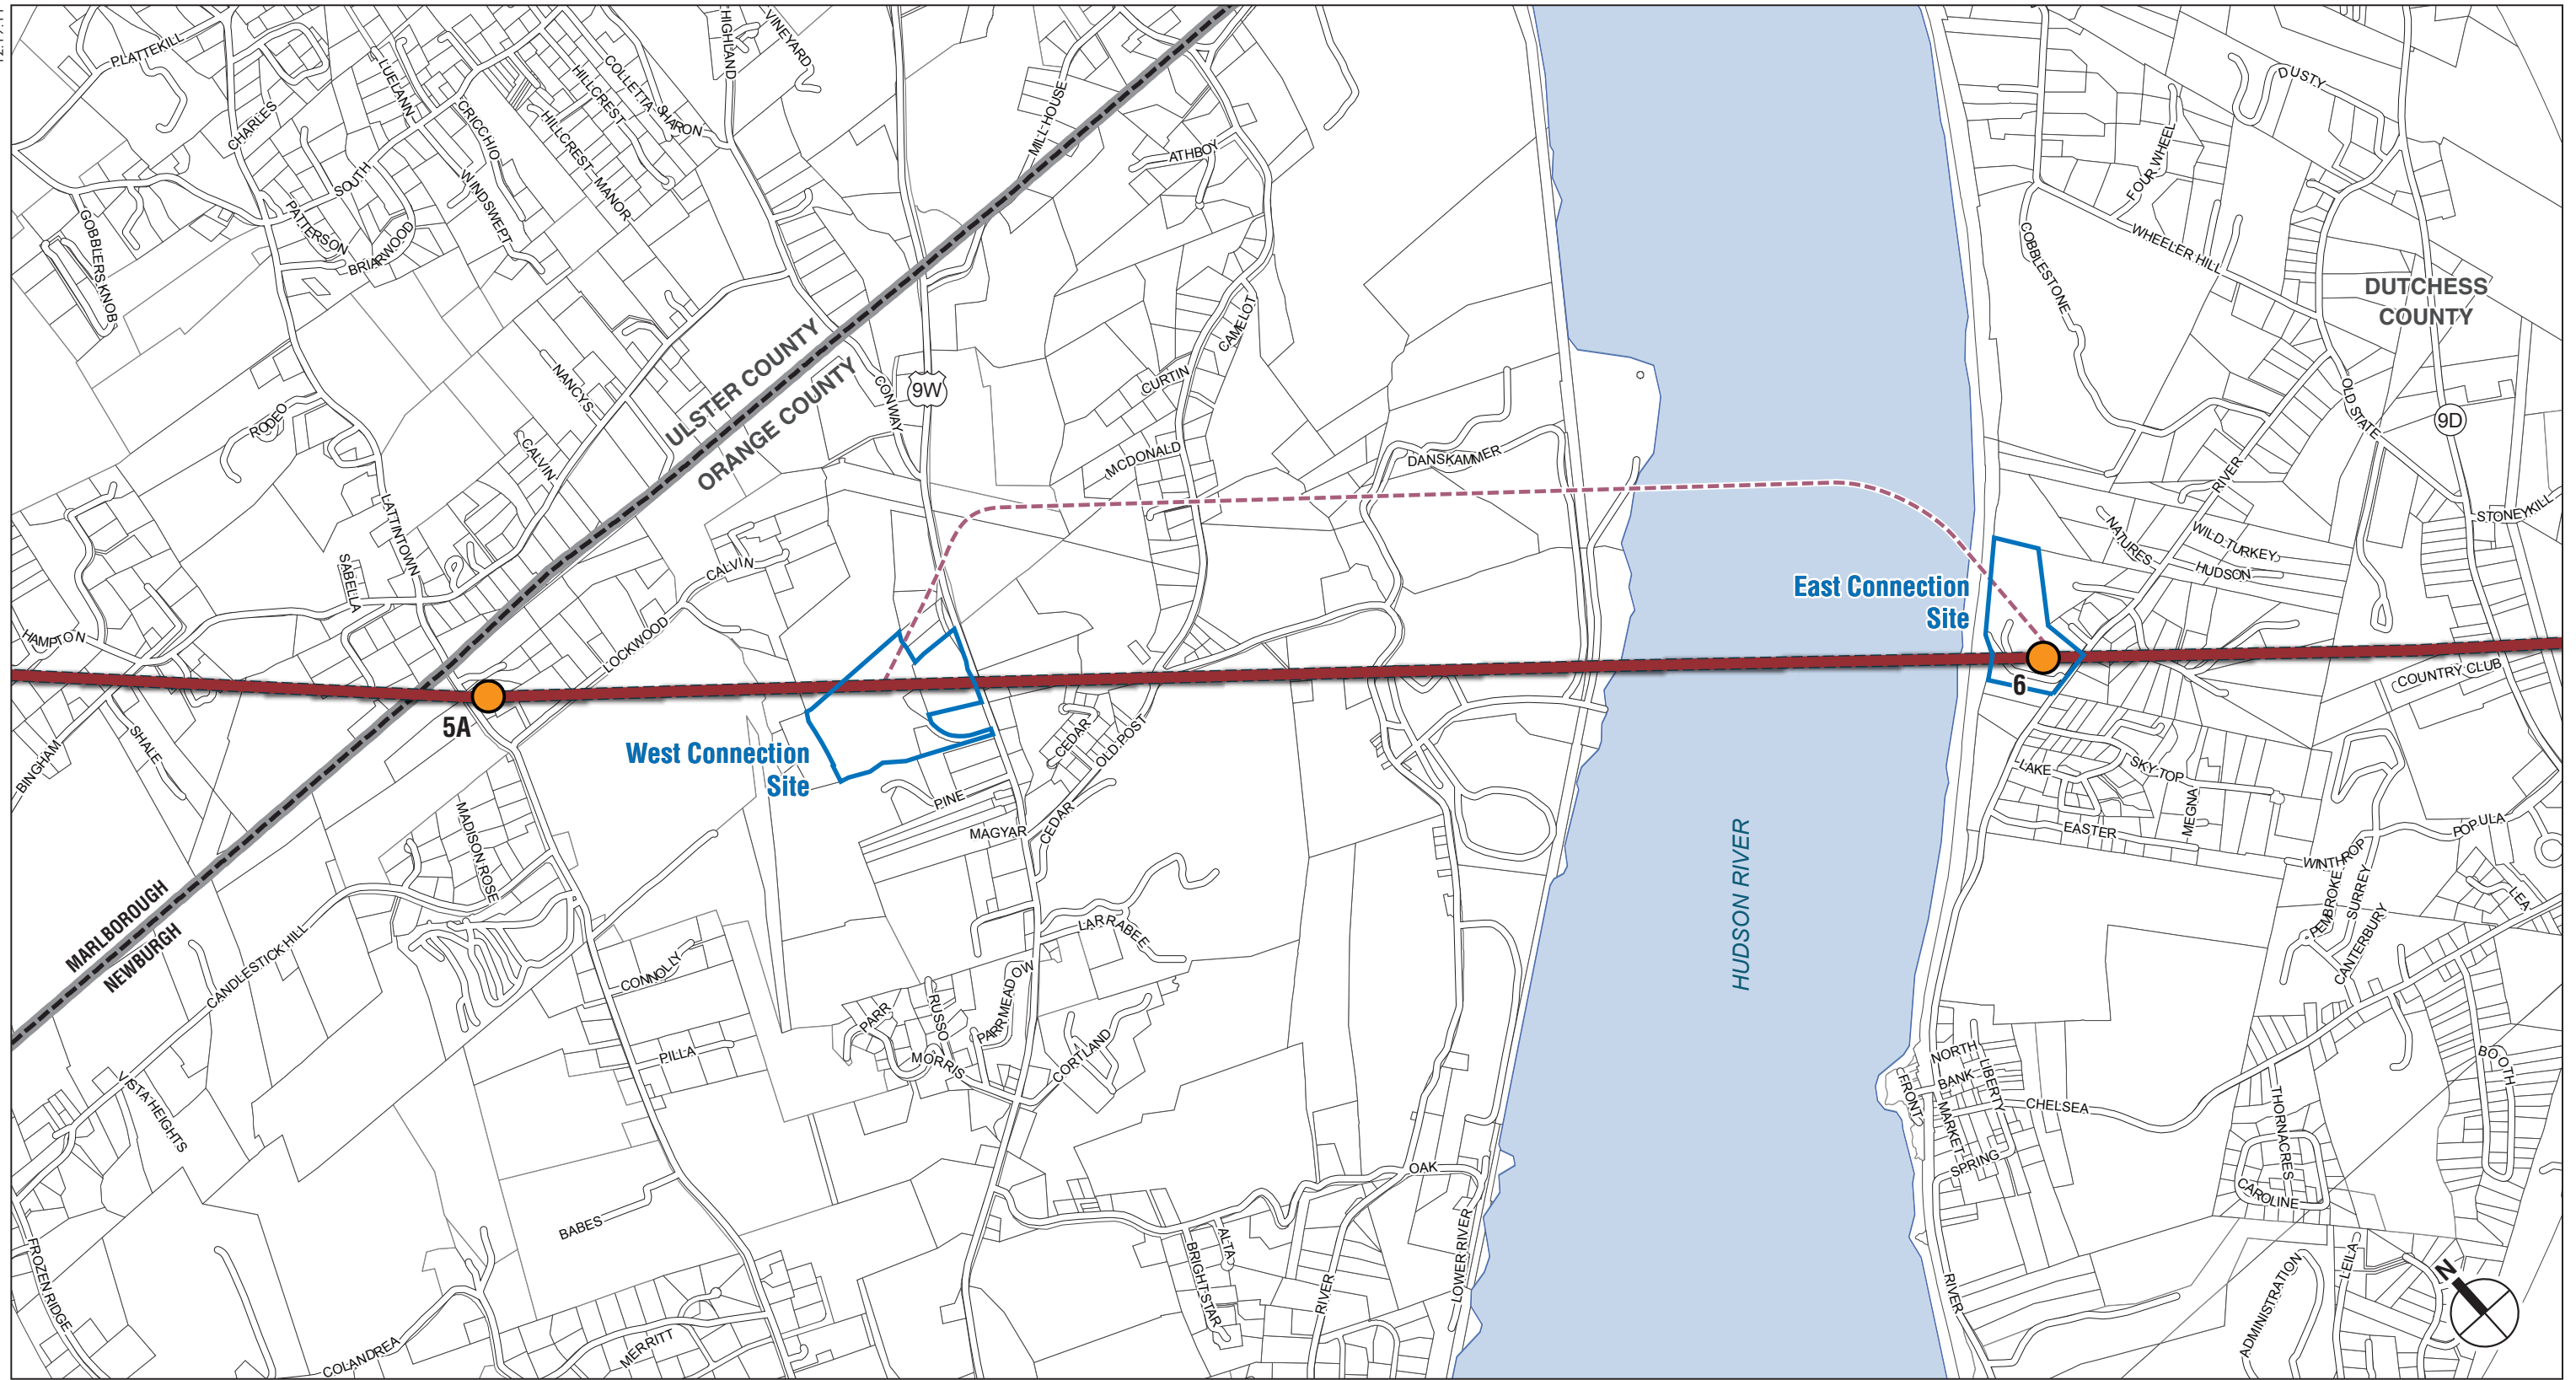 PLATTEKILL
LUELANN
HILLCREST
COLLETTA
SHARON
HIGHLAND
VINEYARD
CHARLES
CRICCHIO
HILLCREST MANOR
MILL HOUSE
ATHBOY
DUSTY
FOUR WHEEL
GOBBLERS KNOB
PATTERSON
SOUTH
BRIARWOOD
WINDSWEPT
COBBLESTONE
WHEELER HILL
DUTCHESS
COUNTY
CAMELOT
CURTIN
CONWAY
9W
ULSTER COUNTY
ORANGE COUNTY
NANCYS
RODEO
CALVIN
OLD STATE
9D
MCDONALD
DANSKAMMER
RIVER
LATTINTOWN
SABELLA
CALVIN
LOCKWOOD
NATURES
WILD TURKEY
HUDSON
STONEYKILL
East Connection
Site
HAMPTON
5A
6
COUNTRY CLUB
BINGHAM
SHALE
West Connection
Site
CEDAR
OLD POST
PINE
MAGYAR
CEDAR
LAKE
SKY TOP
MEGNA
EASTER
POPULA
WINTHROP
PEMBROKE
SURREY
CANTERBURY
LEA
MADISON ROSE
HUDSON RIVER
MARLBOROUGH
NEWBURGH
CANDLESTICK HILL
CONNOLLY
LARRABEE
PARR
RUSSO
PARR MEADOW
MORRIS
CORTLAND
PILLA
VISTA HEIGHTS
NORTH
BANK
LIBERTY
FRONT
MARKET
SPRING
CHELSEA
BOOTH
THORNACRES
CAROLINE
OAK
BABES
FROZEN RIDGE
ALTA
BRIGHT STAR
RIVER
LOWER RIVER
RIVER
LEILA
ADMINISTRATION
N
COLANDREA
MERRITT